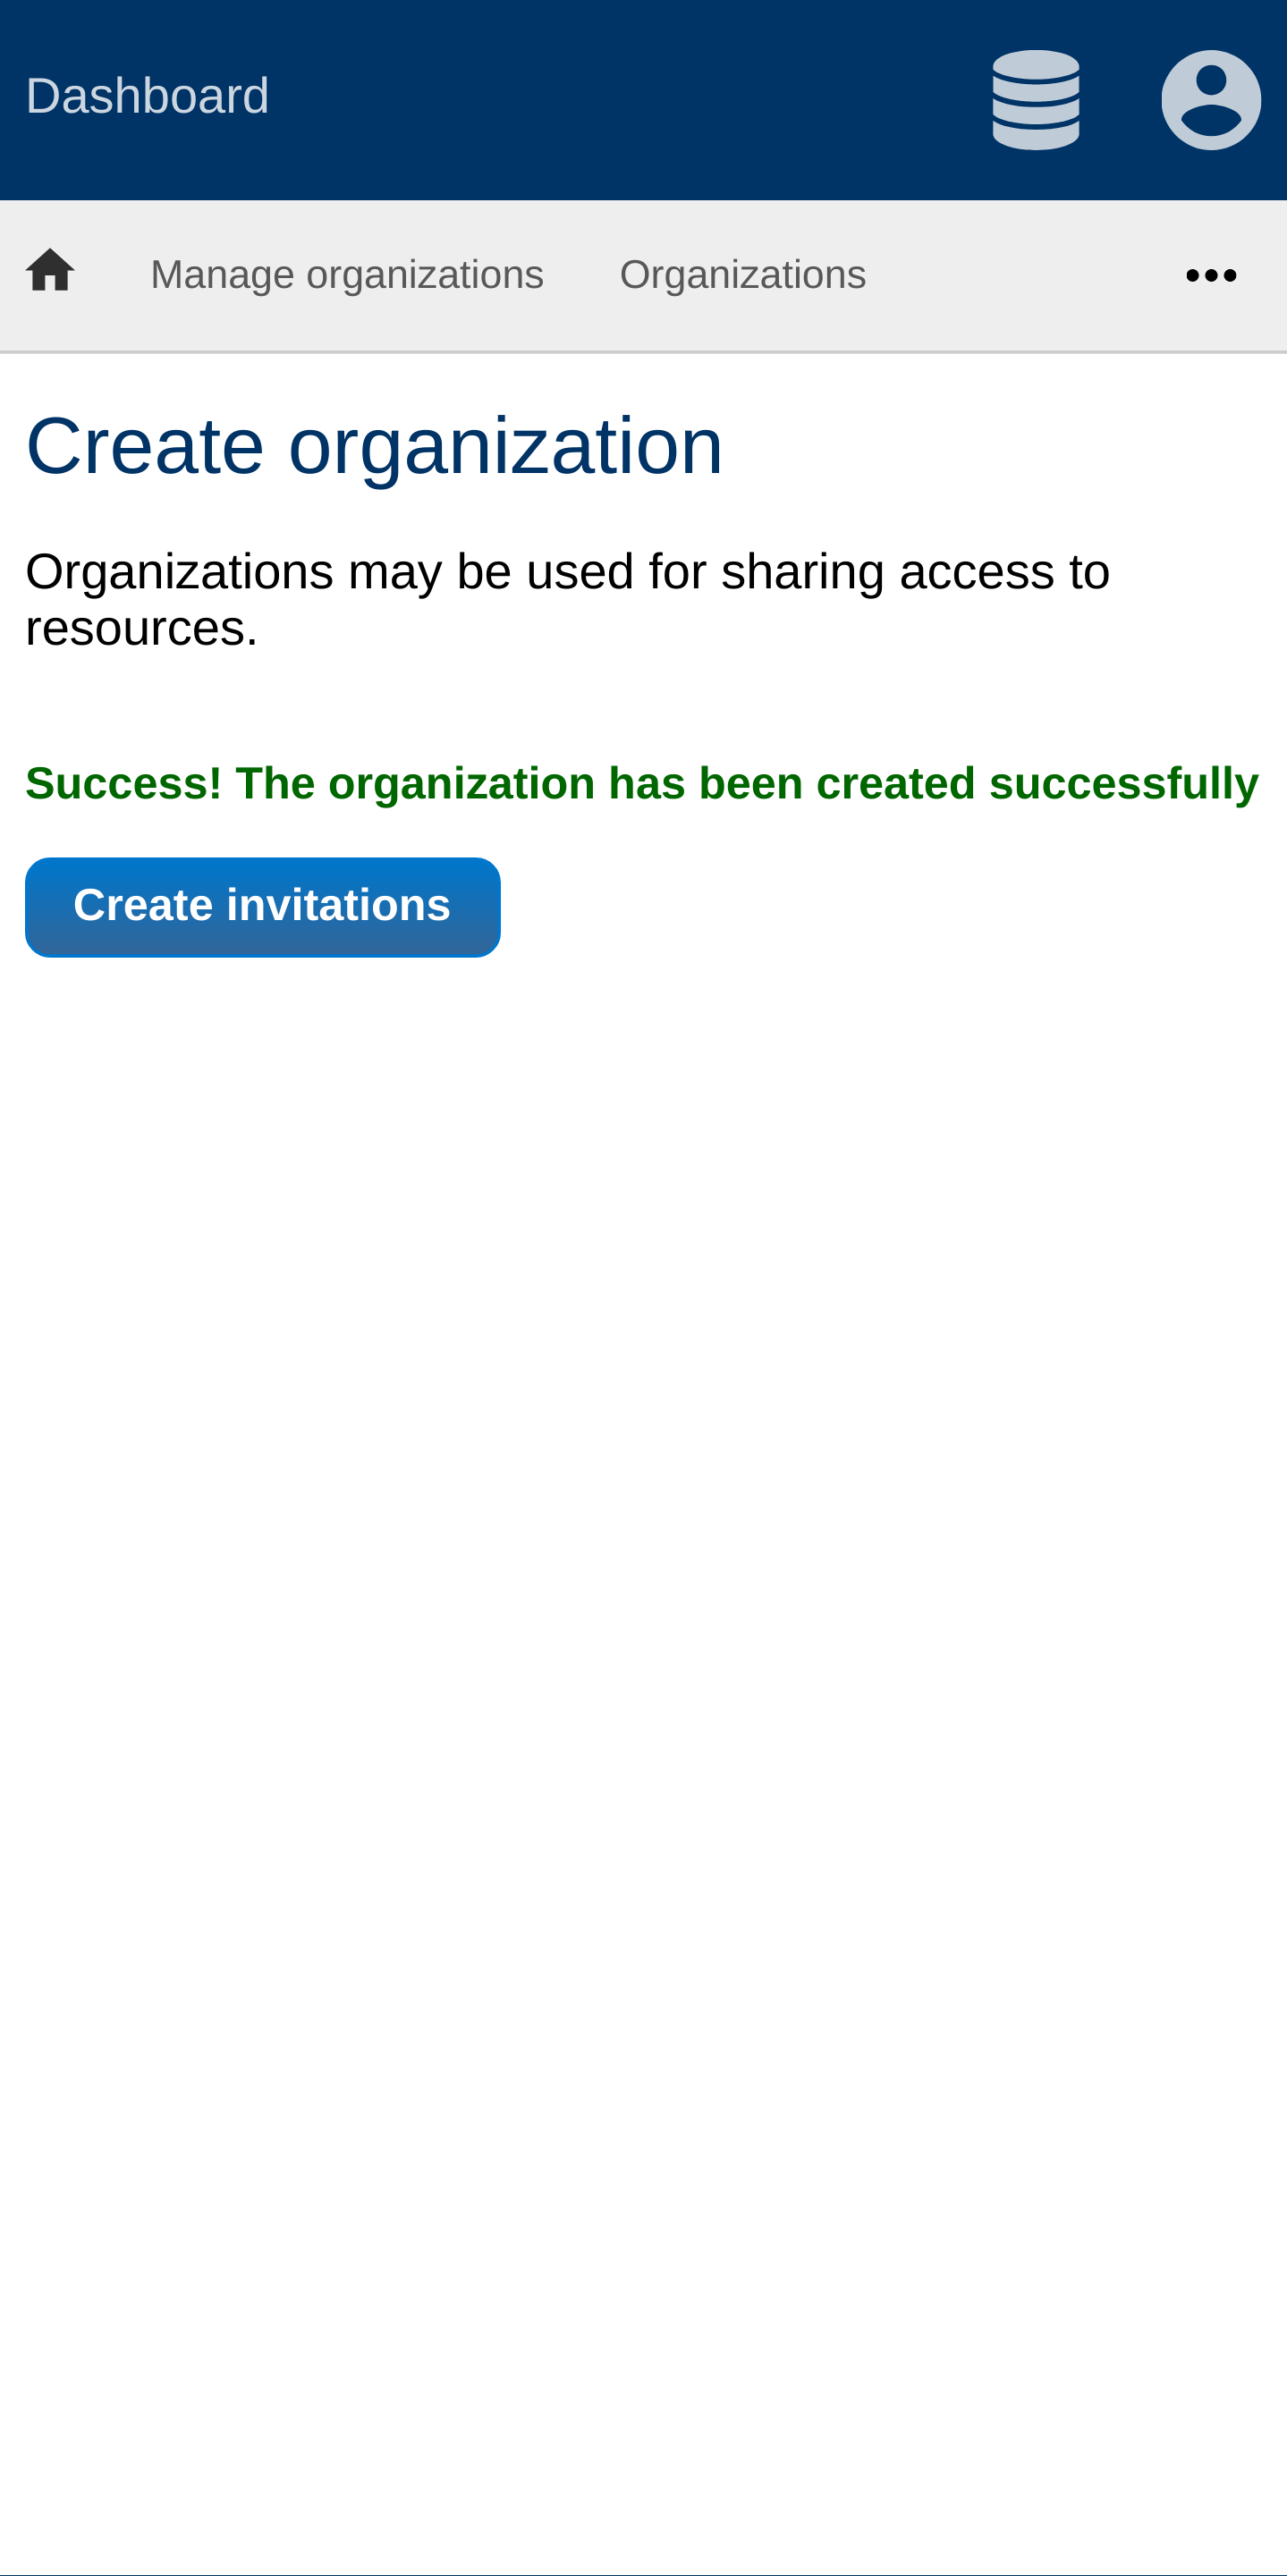 Dashboard
Manage organizations Organizations
Create organization
Organizations may be used for sharing access to
resources.
Success! The organization has been created successfully
Create invitations